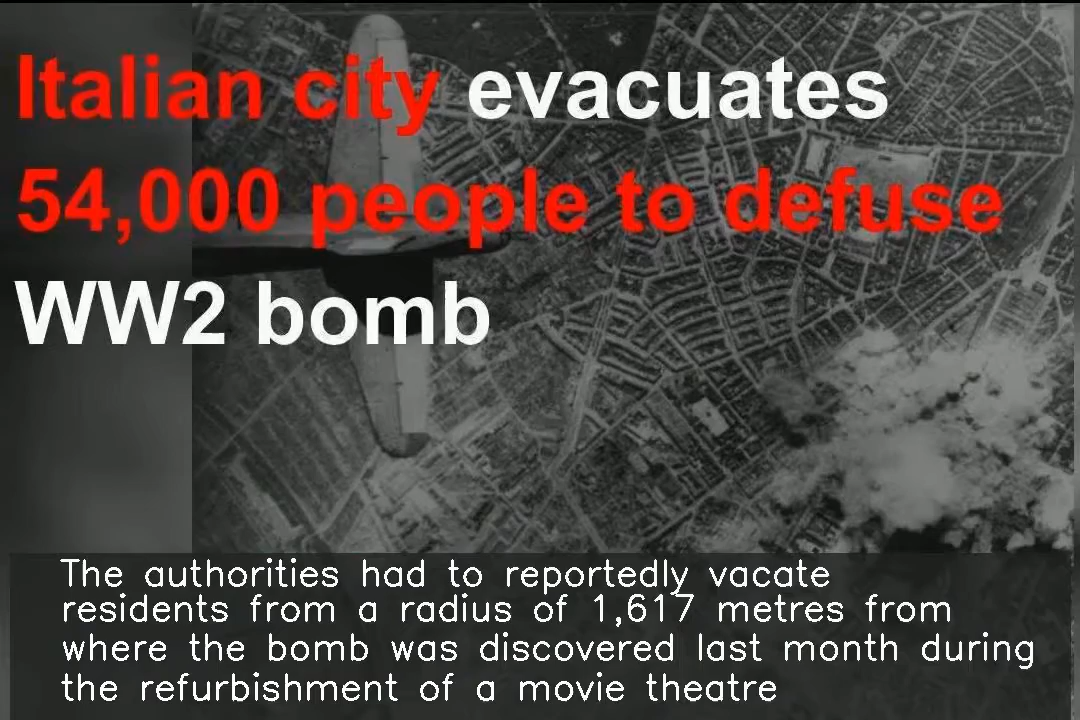 Italian city evacuates
54,000 people to defuse
WW2 bomb
The authorities had to reportedly vacate
residents from a radius of 1,617 metres from
where the bomb was discovered last month during
the refurbishment of a movie theatre